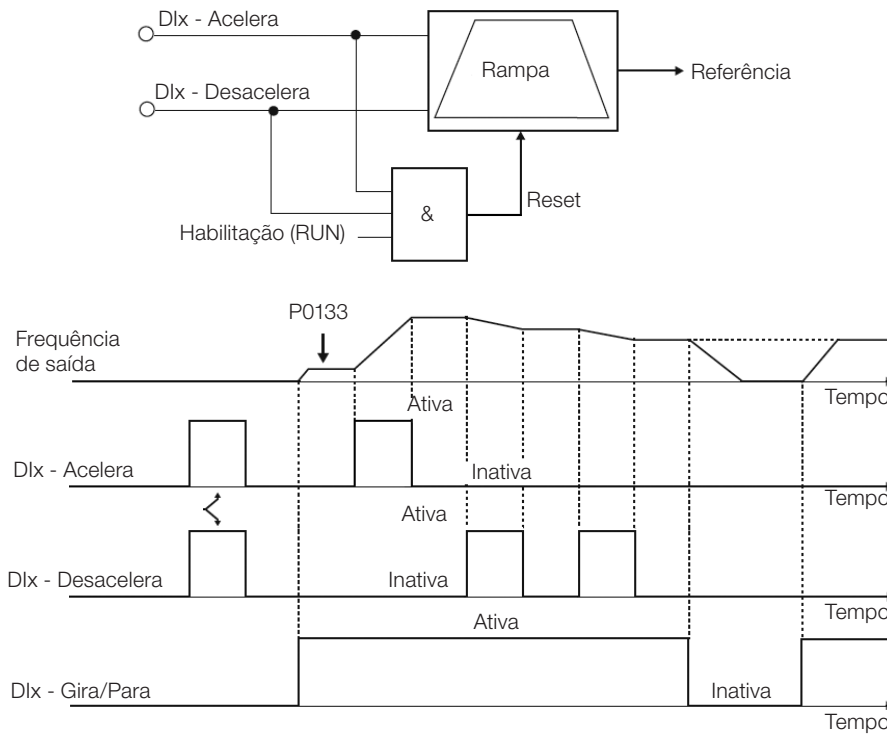 DIx - Acelera
Rampa
Referência
DIx - Desacelera
&
Reset
Habilitação (RUN)
P0133
Frequência
de saída
Tempo
Ativa
DIx - Acelera
Inativa
Tempo
Ativa
DIx - Desacelera
Inativa
Tempo
Ativa
DIx - Gira/Para
Inativa
Tempo